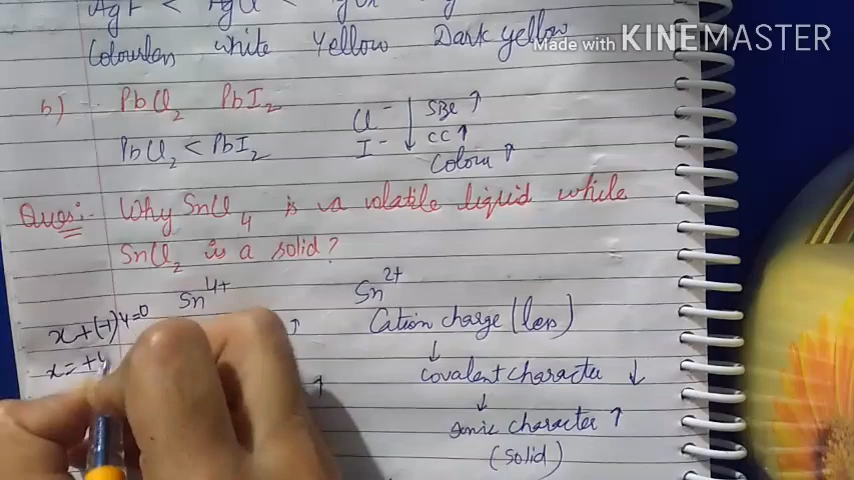 AgF < AgCl <
Colourless white Yellow Dark yellow
Made with KINEMASTER
b) PbCl2 PbI2
Cl- SBE ↑
PbCl2 < PbI2 I- CC ↑
Colour ↑
Ques:- Why SnCl4 is a volatile liquid while
SnCl2 is a solid?
Sn4+ Sn2+
x+(-1)4=0 ↑ Cation charge (less)
x=+4 ↑ ↓ covalent character ↓
↓
ionic character ↑
(solid)